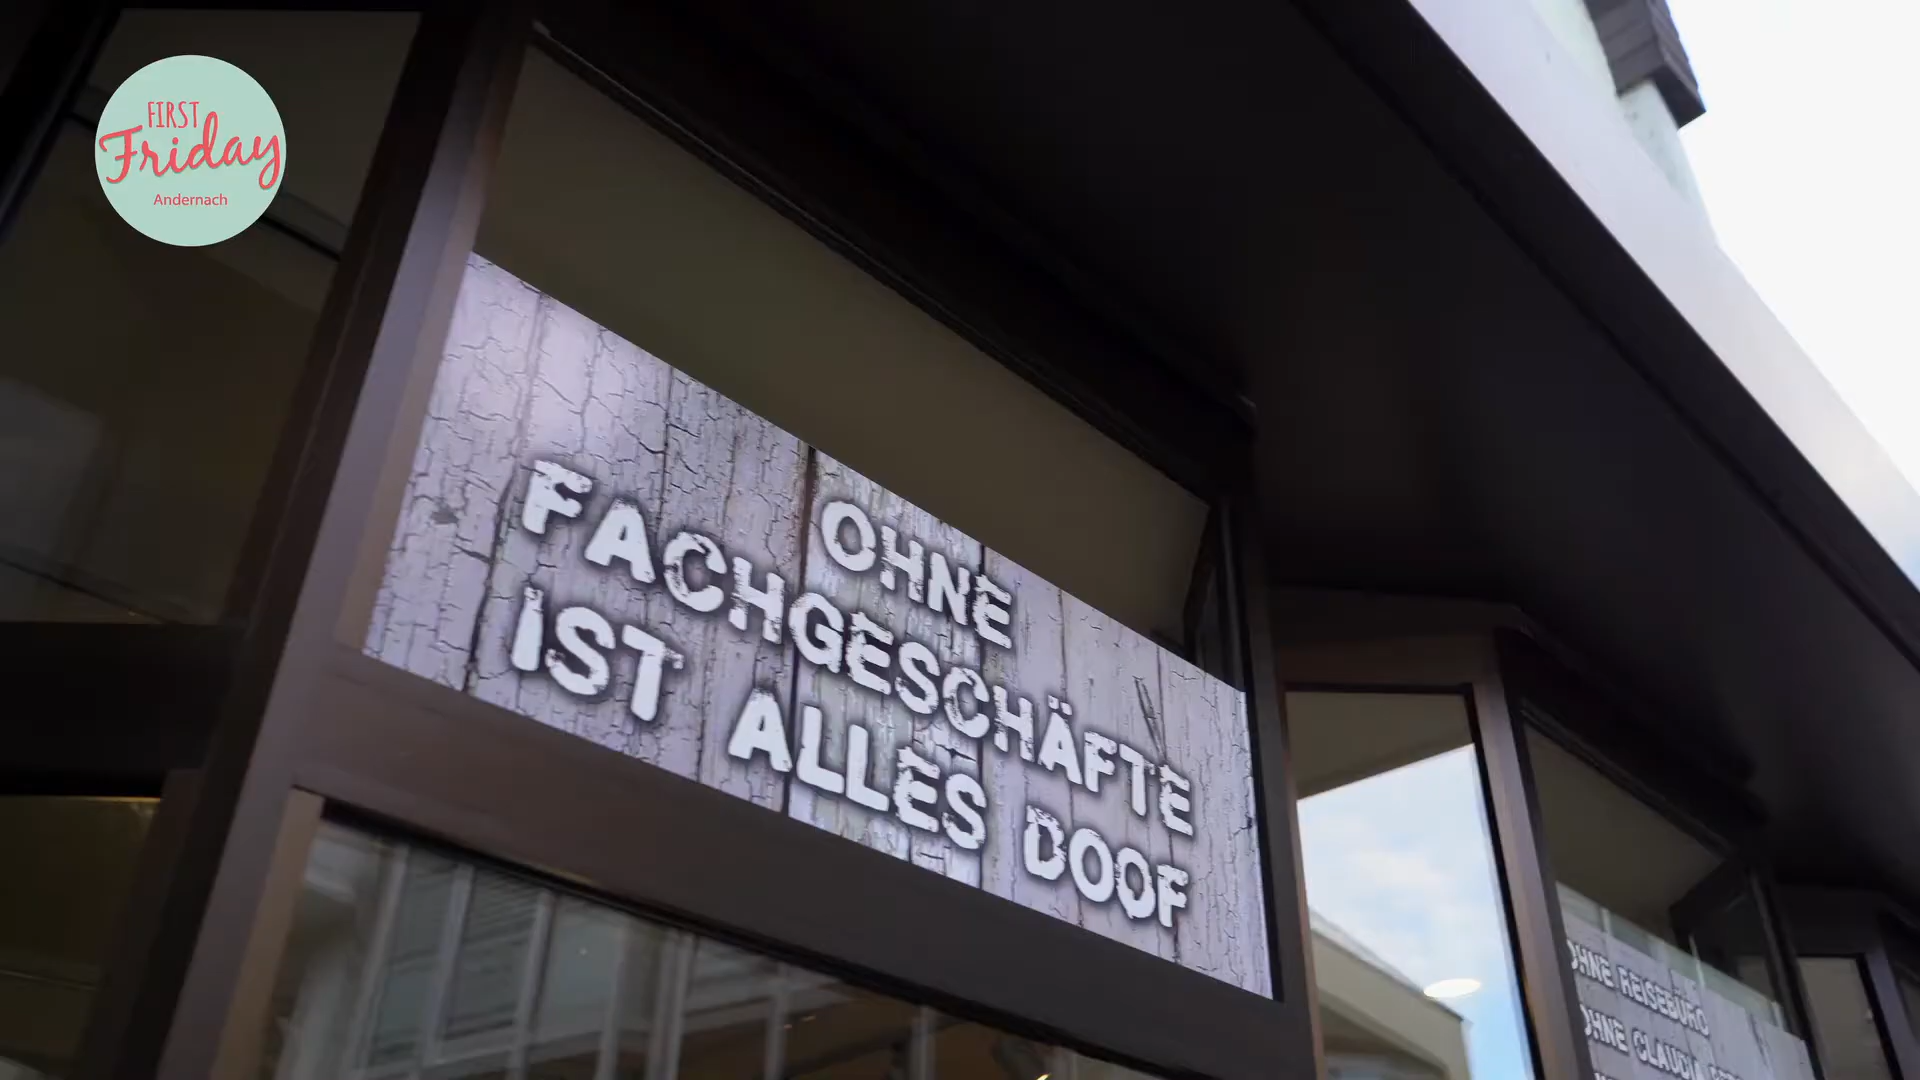 FIRST
Friday
Andernach
OHNE
FACHGESCHÄFTE
IST ALLES DOOF
OHNE REISEBÜRO
OHNE CLAUDIA